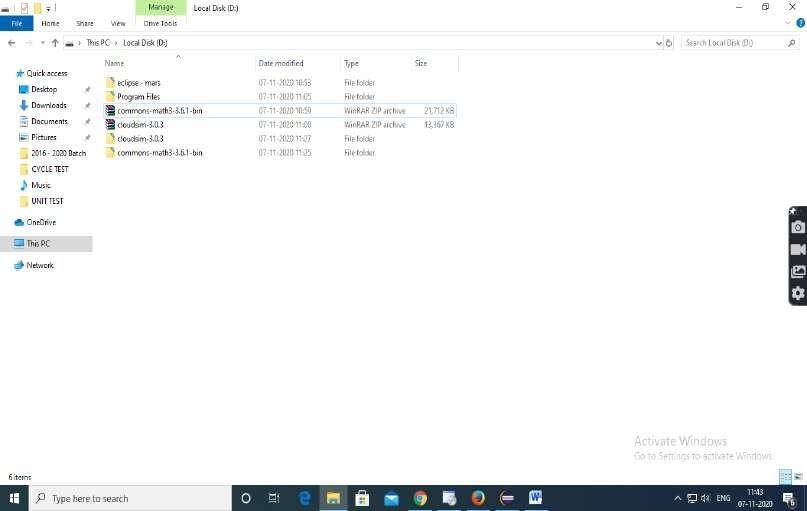 Manage Local Disk (D:)
File Home Share View Drive Tools
This PC > Local Disk (D:) Search Local Disk (D:)
Name Date modified Type Size
Quick access
Desktop
Downloads
Documents
Pictures
2016 - 2020 Batch
CYCLE TEST
Music
UNIT TEST
OneDrive
This PC
Network
eclipse - mars 07-11-2020 10:53 File folder
Program Files 07-11-2020 11:05 File folder
commons-math3-3.6.1-bin 07-11-2020 10:59 WinRAR ZIP archive 21,712 KB
cloudsim-3.0.3 07-11-2020 11:00 WinRAR ZIP archive 13,367 KB
cloudsim-3.0.3 07-11-2020 11:27 File folder
commons-math3-3.6.1-bin 07-11-2020 11:25 File folder
Activate Windows
Go to Settings to activate Windows.
6 items
Type here to search
ENG
11:43
07-11-2020